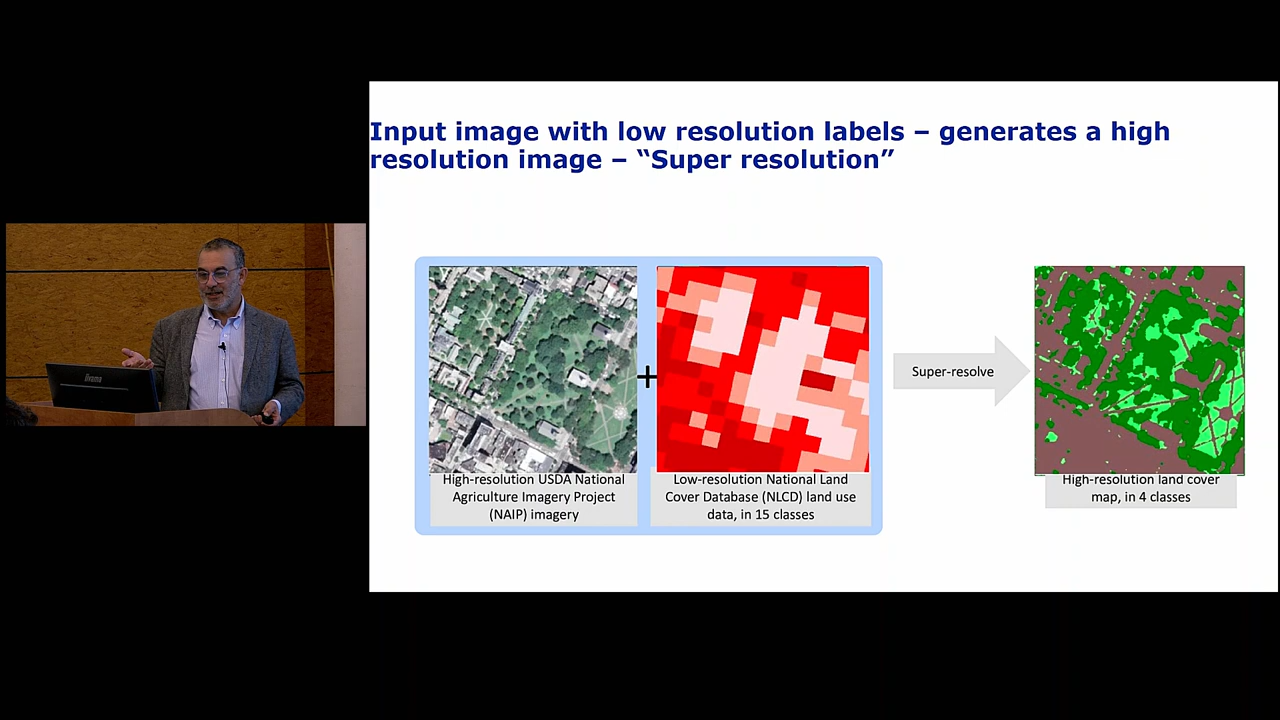 Input image with low resolution labels – generates a high
resolution image – “Super resolution”
iiyama
+
Super-resolve
High-resolution USDA National
Agriculture Imagery Project
(NAIP) imagery
Low-resolution National Land
Cover Database (NLCD) land use
data, in 15 classes
High-resolution land cover
map, in 4 classes